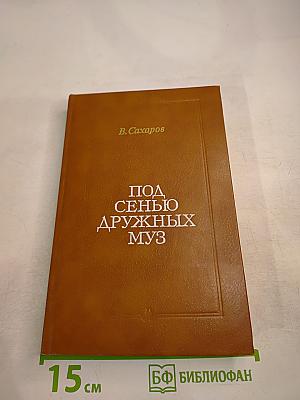 В. Сахаров
ПОД
СЕНЬЮ
ДРУЖНЫХ
МУЗ
15 см
БФ БИБЛИОФАН